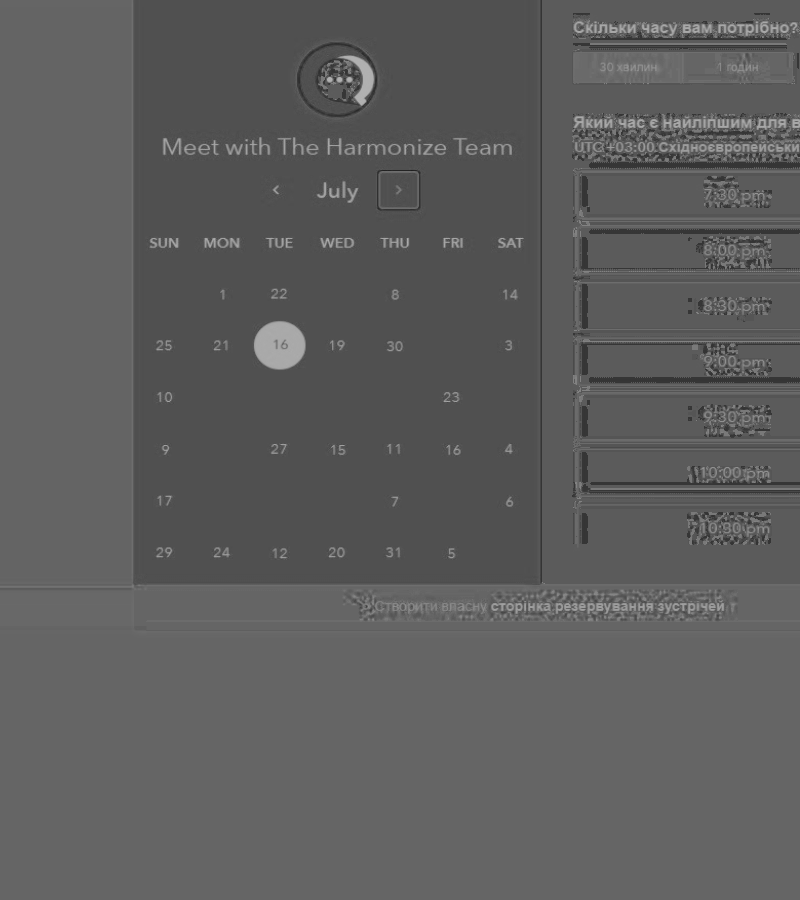 Meet with The Harmonize Team
July
SUN MON TUE WED THU FRI SAT
1 22 8 14
25 21 16 19 30 3
10 23
9 27 15 11 16 4
17 7 6
29 24 12 20 31 5
Скільки часу вам потрібно?
30 хвилин 1 годин
Який час є найліпшим для
UTC +03:00
7:30 pm
8:00 pm
8:30 pm
9:00 pm
9:30 pm
10:00 pm
10:30 pm
Створити власну сторінка резервування зустрічей